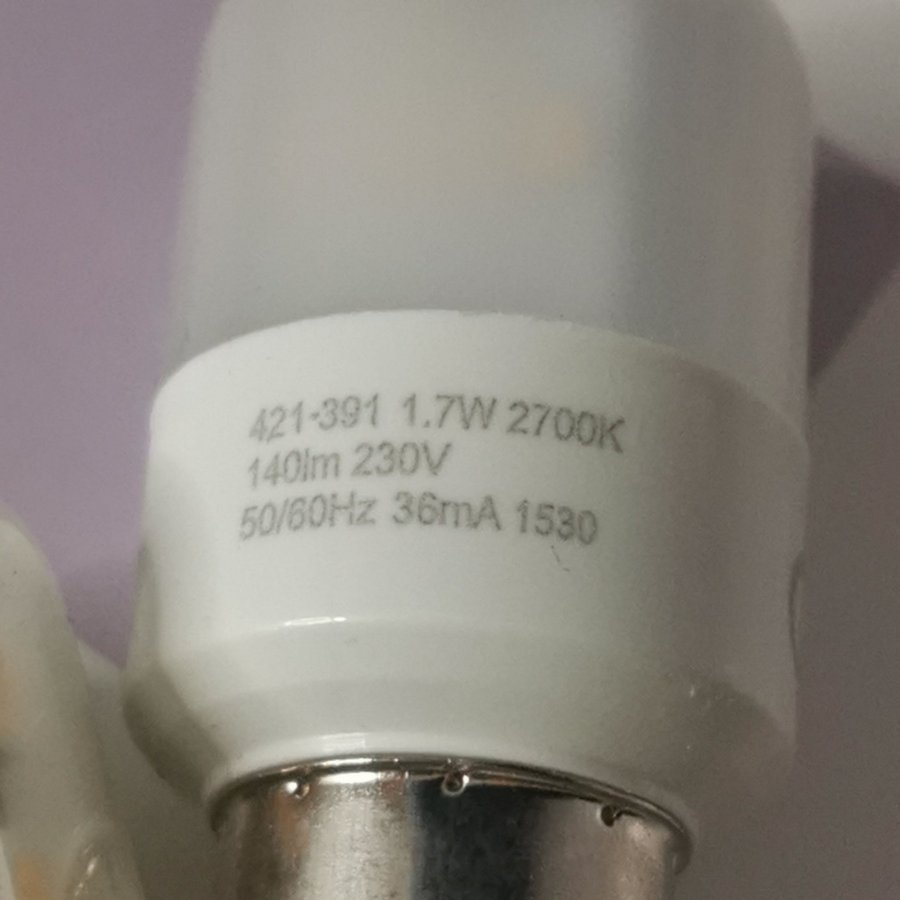 421-391 1.7W 2700K
140lm 230V
50/60Hz 36mA 1530